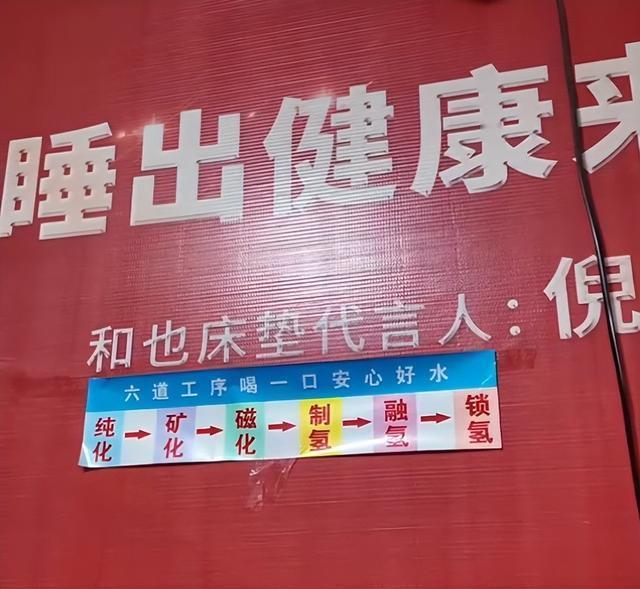 睡出健康来
和也床垫代言人：倪
六道工序喝一口安心好水
纯化→矿化→磁化→制氢→融氢→锁氢